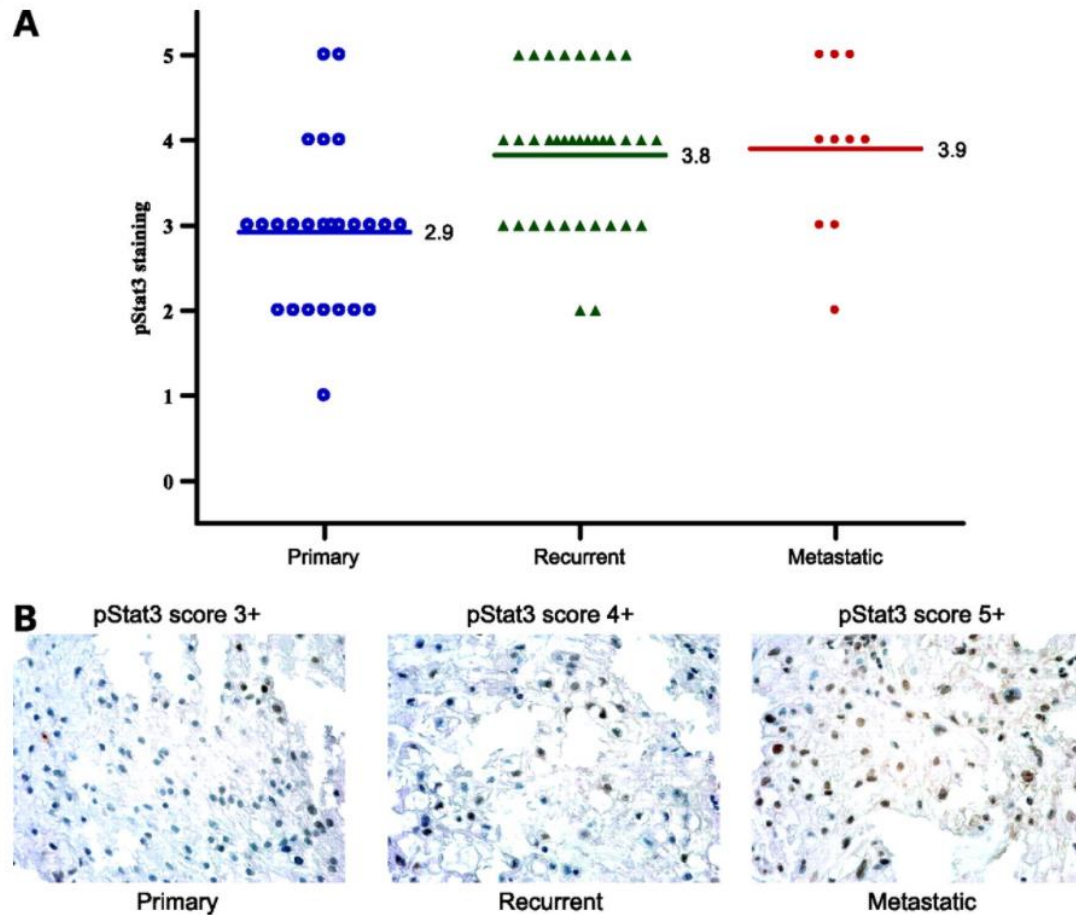 A
pStat3 staining
5
4
3
2
1
0
2.9
3.8
3.9
Primary
Recurrent
Metastatic
B
pStat3 score 3+
pStat3 score 4+
pStat3 score 5+
Primary
Recurrent
Metastatic